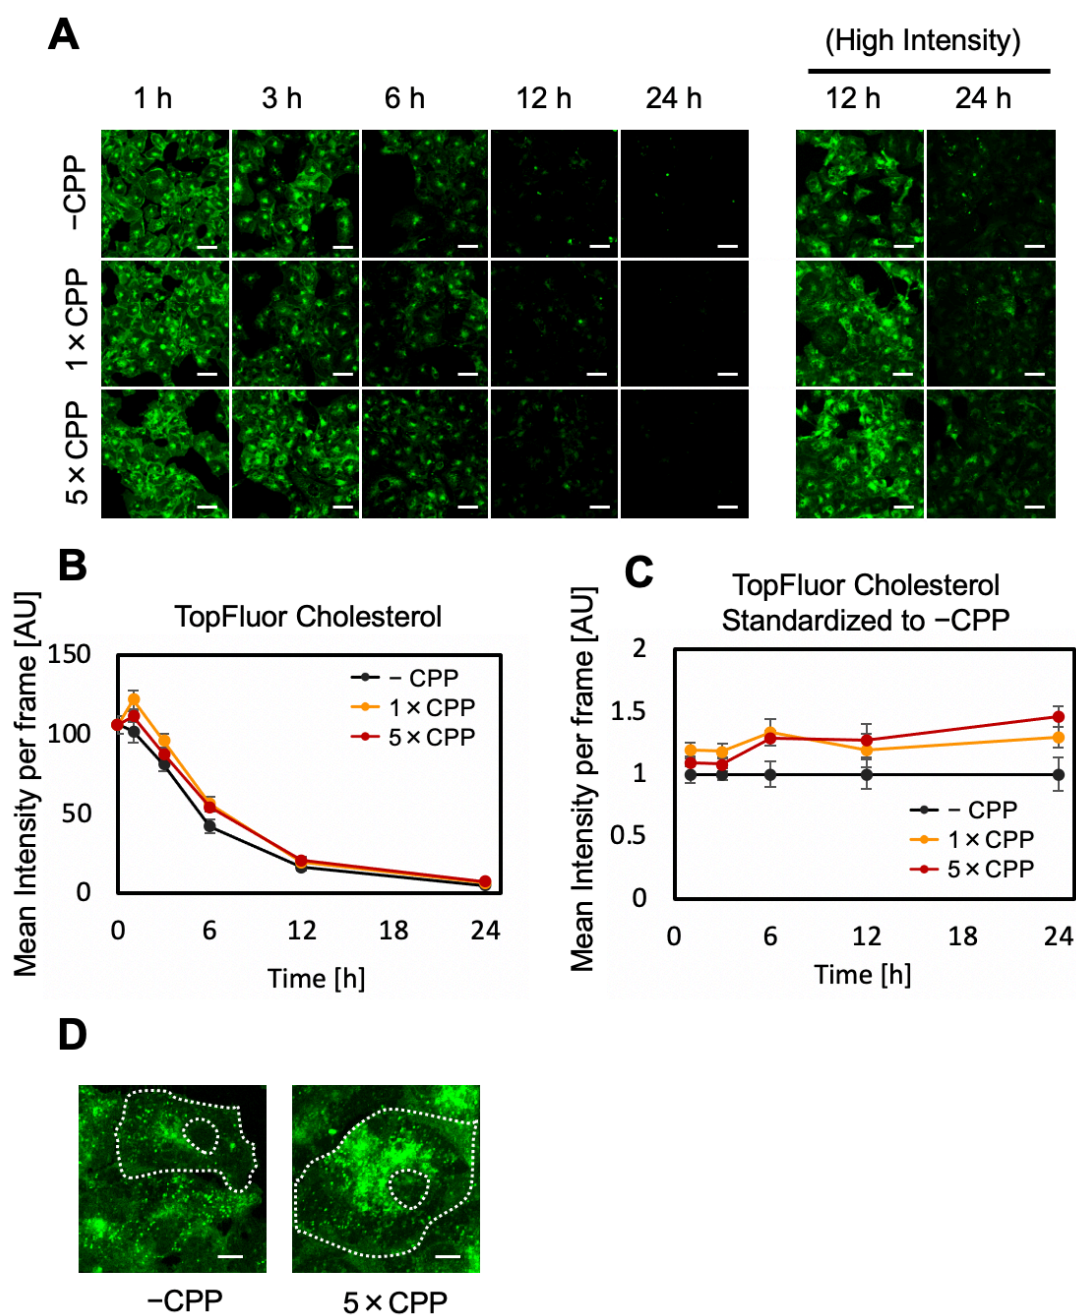 A
(High Intensity)
1 h 3 h 6 h 12 h 24 h 12 h 24 h
−CPP
1×CPP
5×CPP
B
TopFluor Cholesterol
Mean Intensity per frame [AU]
150
100
50
0
− CPP
1×CPP
5×CPP
0 6 12 18 24
Time [h]
C
TopFluor Cholesterol
Standardized to −CPP
Mean Intensity per frame [AU]
2
1.5
1
0.5
0
− CPP
1×CPP
5×CPP
0 6 12 18 24
Time [h]
D
−CPP
5×CPP